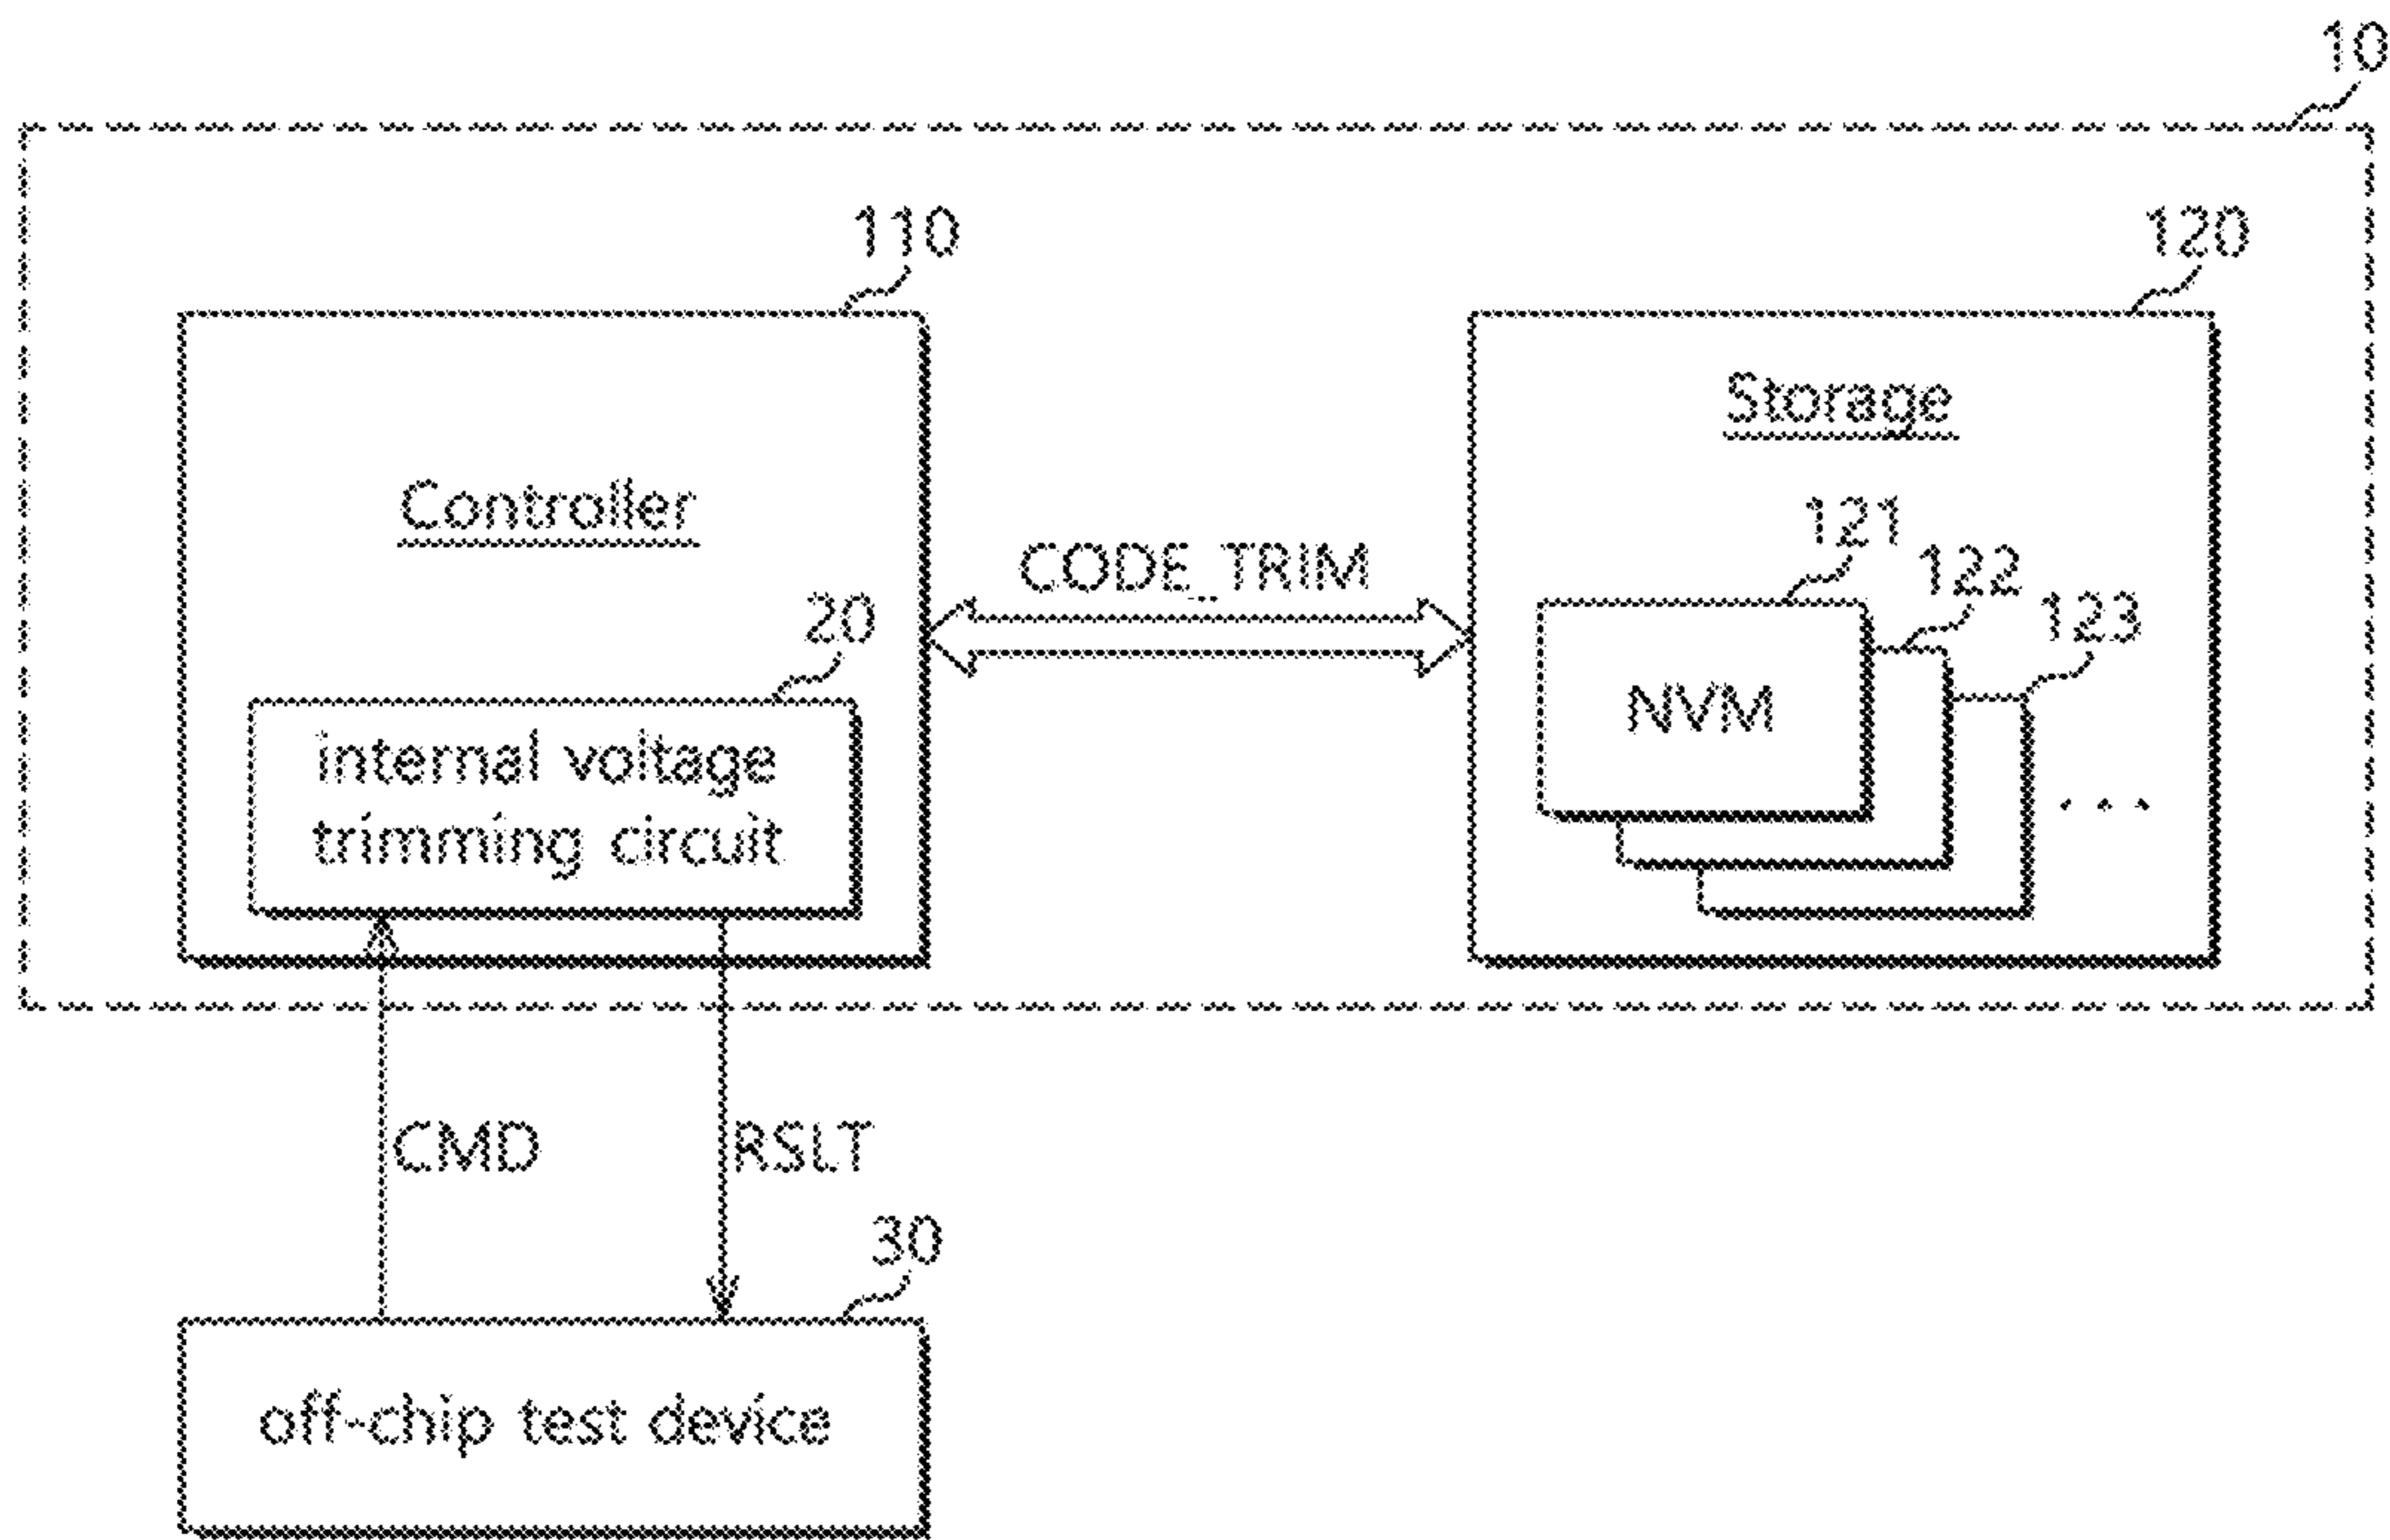 10
110
120
Controller
Storage
CODE_TRIM
121
122
123
20
NVM
internal voltage
trimming circuit
. . .
CMD
RSLT
30
off-chip test device